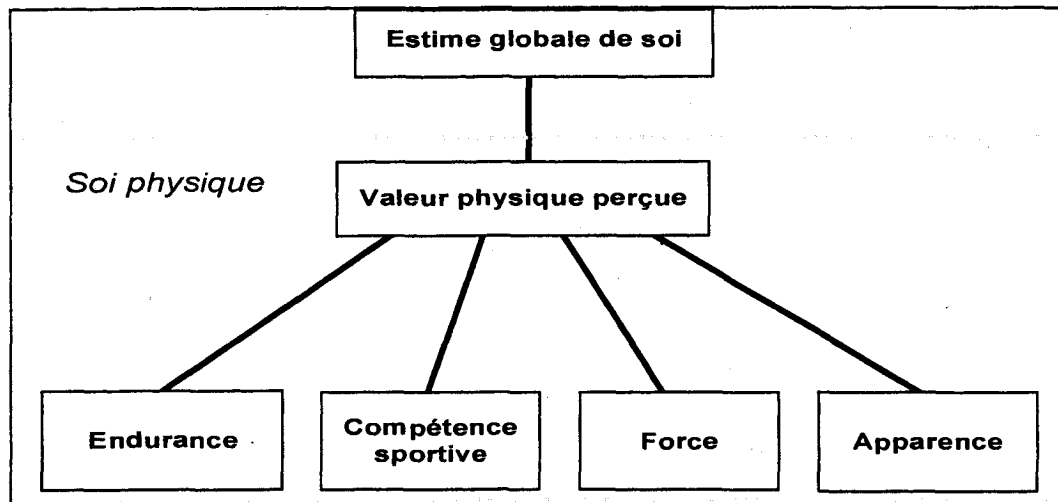 Estime globale de soi
Soi physique
Valeur physique perçue
Endurance
Compétence
sportive
Force
Apparence